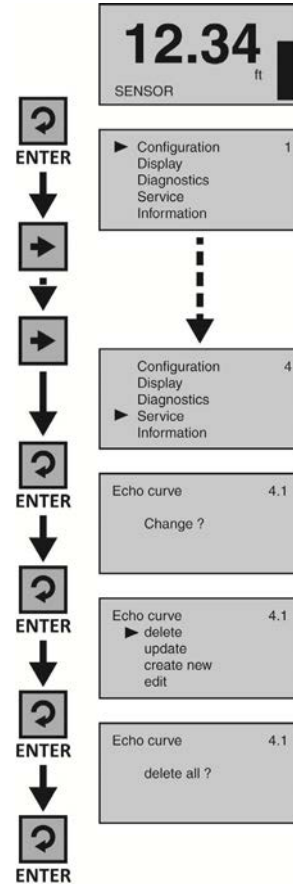 12.34
ft
SENSOR
ENTER
► Configuration 1
Display
Diagnostics
Service
Information
Configuration 4
Display
Diagnostics
► Service
Information
ENTER
Echo curve 4.1
Change ?
ENTER
Echo curve 4.1
► delete
update
create new
edit
ENTER
Echo curve 4.1
delete all ?
ENTER